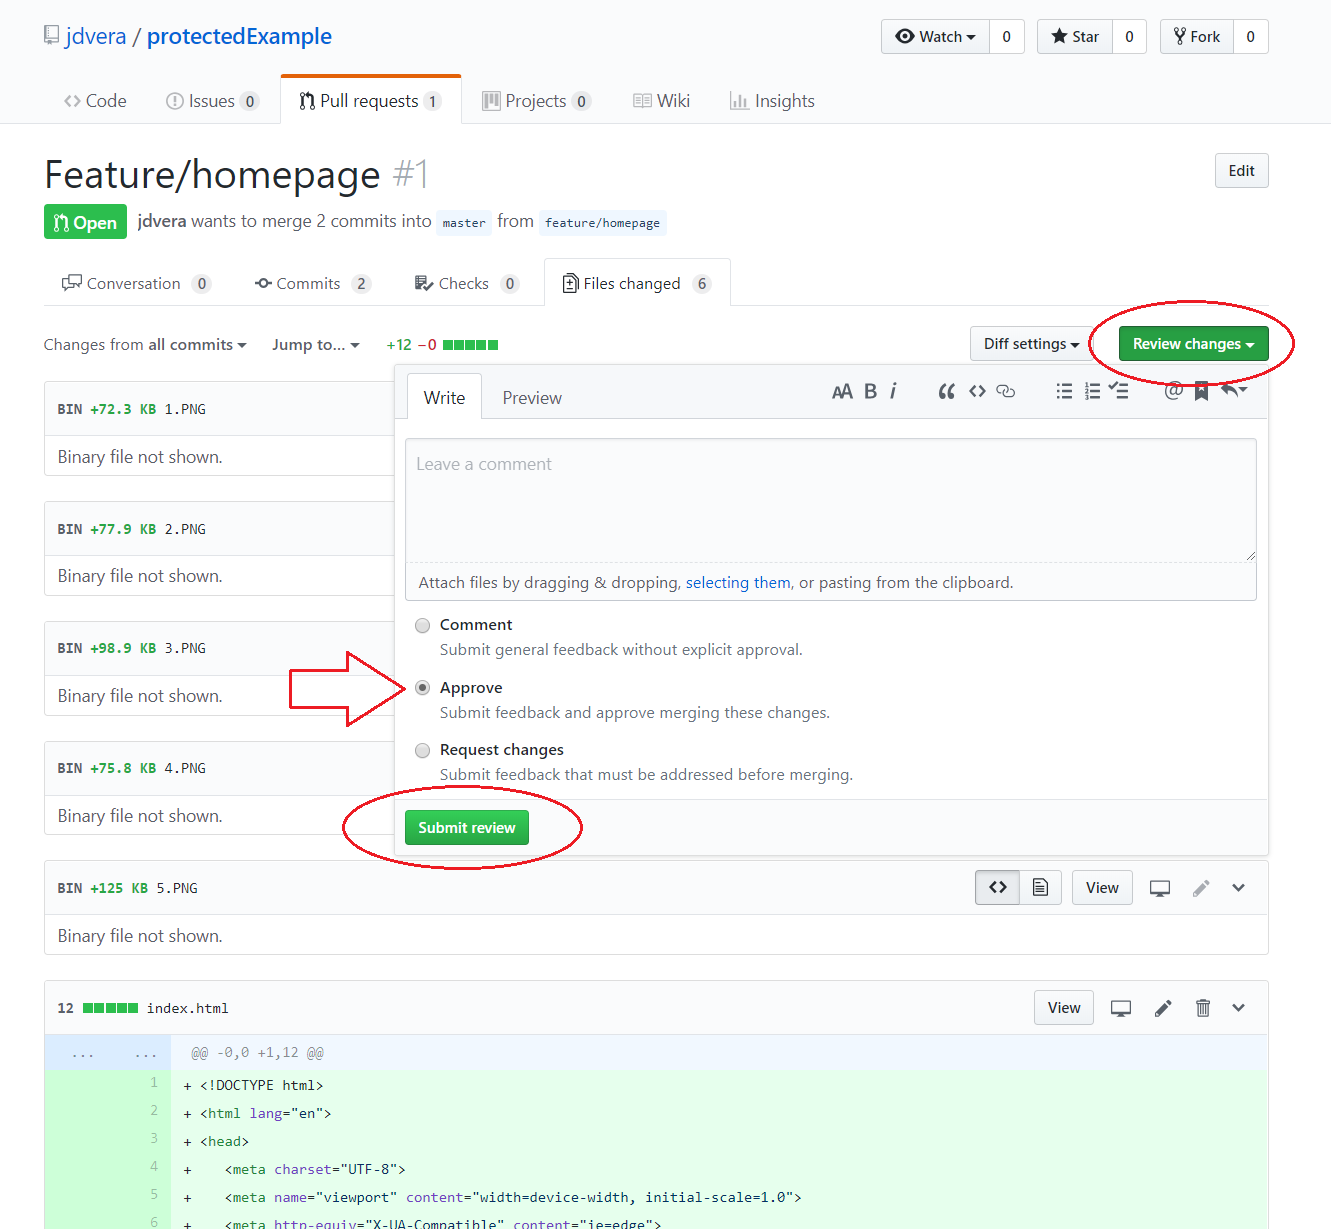 jdvera / protectedExample
Watch 0 Star 0 Fork 0
Code Issues 0 Pull requests 1 Projects 0 Wiki Insights
Feature/homepage #1
Edit
Open jdvera wants to merge 2 commits into master from feature/homepage
Conversation 0 Commits 2 Checks 0 Files changed 6
Changes from all commits Jump to... +12 −0 Diff settings Review changes
Write Preview AA B i
BIN +72.3 KB 1.PNG
Binary file not shown.
Leave a comment
BIN +77.9 KB 2.PNG
Binary file not shown.
Attach files by dragging & dropping, selecting them, or pasting from the clipboard.
Comment
Submit general feedback without explicit approval.
BIN +98.9 KB 3.PNG
Binary file not shown.
Approve
Submit feedback and approve merging these changes.
Request changes
Submit feedback that must be addressed before merging.
BIN +75.8 KB 4.PNG
Binary file not shown.
Submit review
BIN +125 KB 5.PNG
View
Binary file not shown.
12 index.html
View
... ... @@ -0,0 +1,12 @@
1 + <!DOCTYPE html>
2 + <html lang="en">
3 + <head>
4 + <meta charset="UTF-8">
5 + <meta name="viewport" content="width=device-width, initial-scale=1.0">
6 + <meta http-equiv="X-UA-Compatible" content="ie=edge">